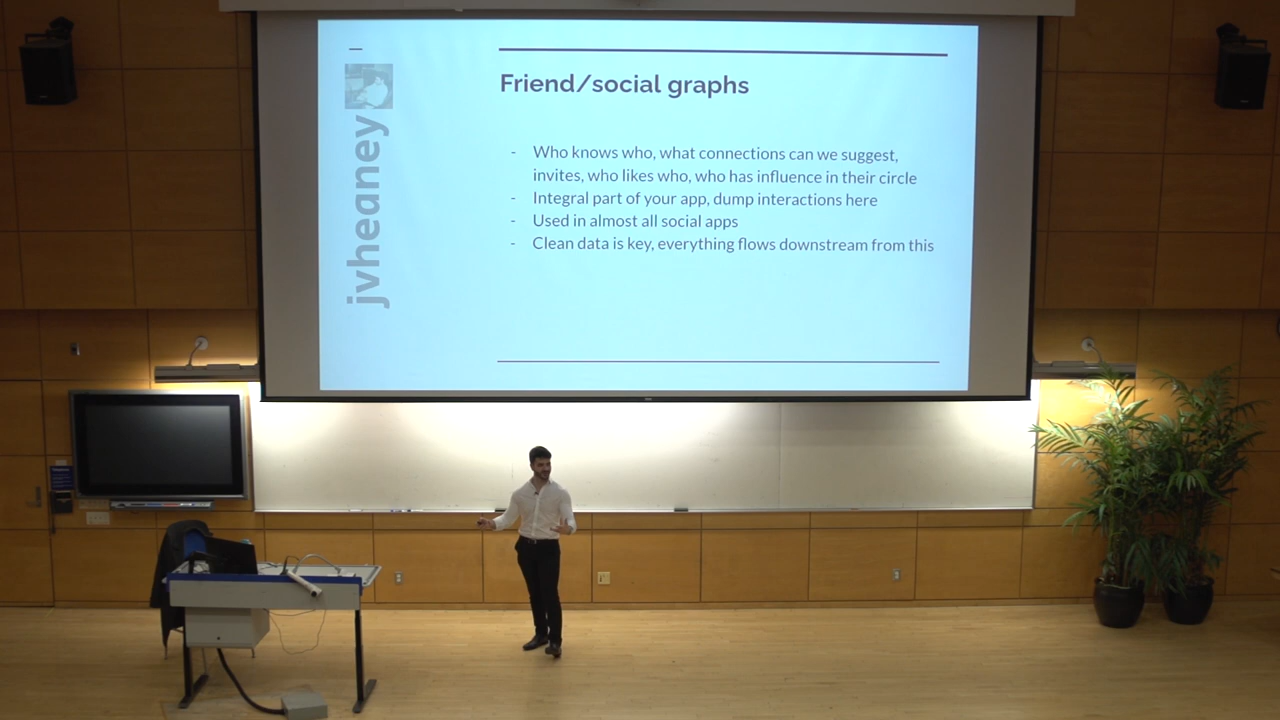 jvheaney
Friend/social graphs
- Who knows who, what connections can we suggest,
invites, who likes who, who has influence in their circle
- Integral part of your app, dump interactions here
- Used in almost all social apps
- Clean data is key, everything flows downstream from this